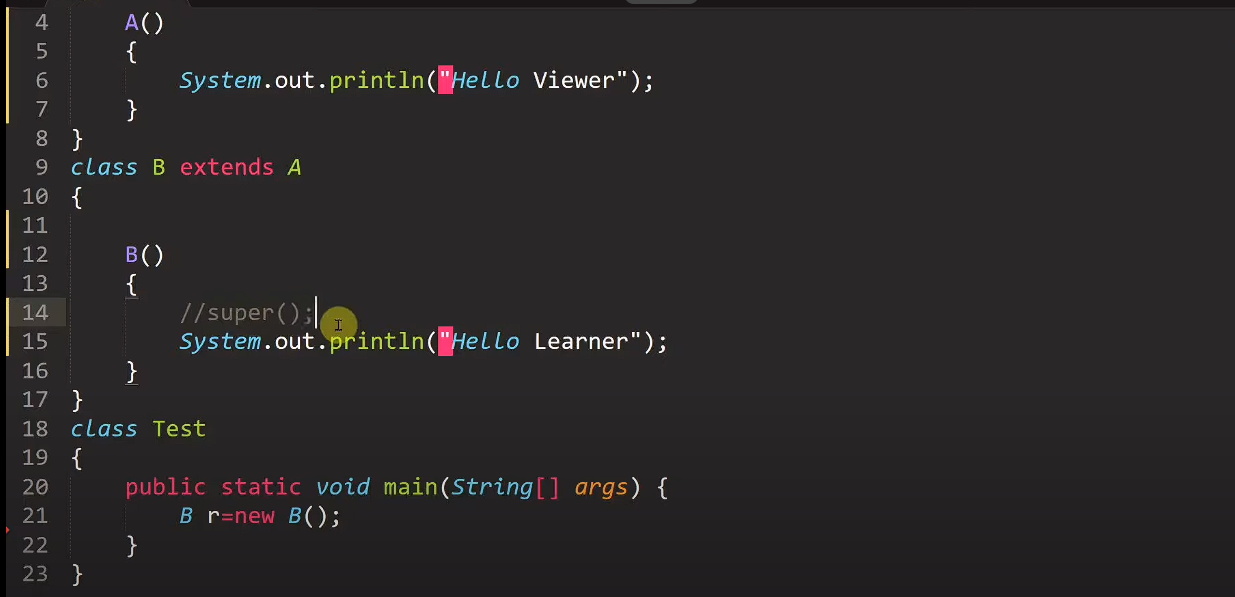 4 A()
5 {
6 System.out.println("Hello Viewer");
7 }
8 }
9 class B extends A
10 {
11
12 B()
13 {
14 //super();
15 System.out.println("Hello Learner");
16 }
17 }
18 class Test
19 {
20 public static void main(String[] args) {
21 B r=new B();
22 }
23 }